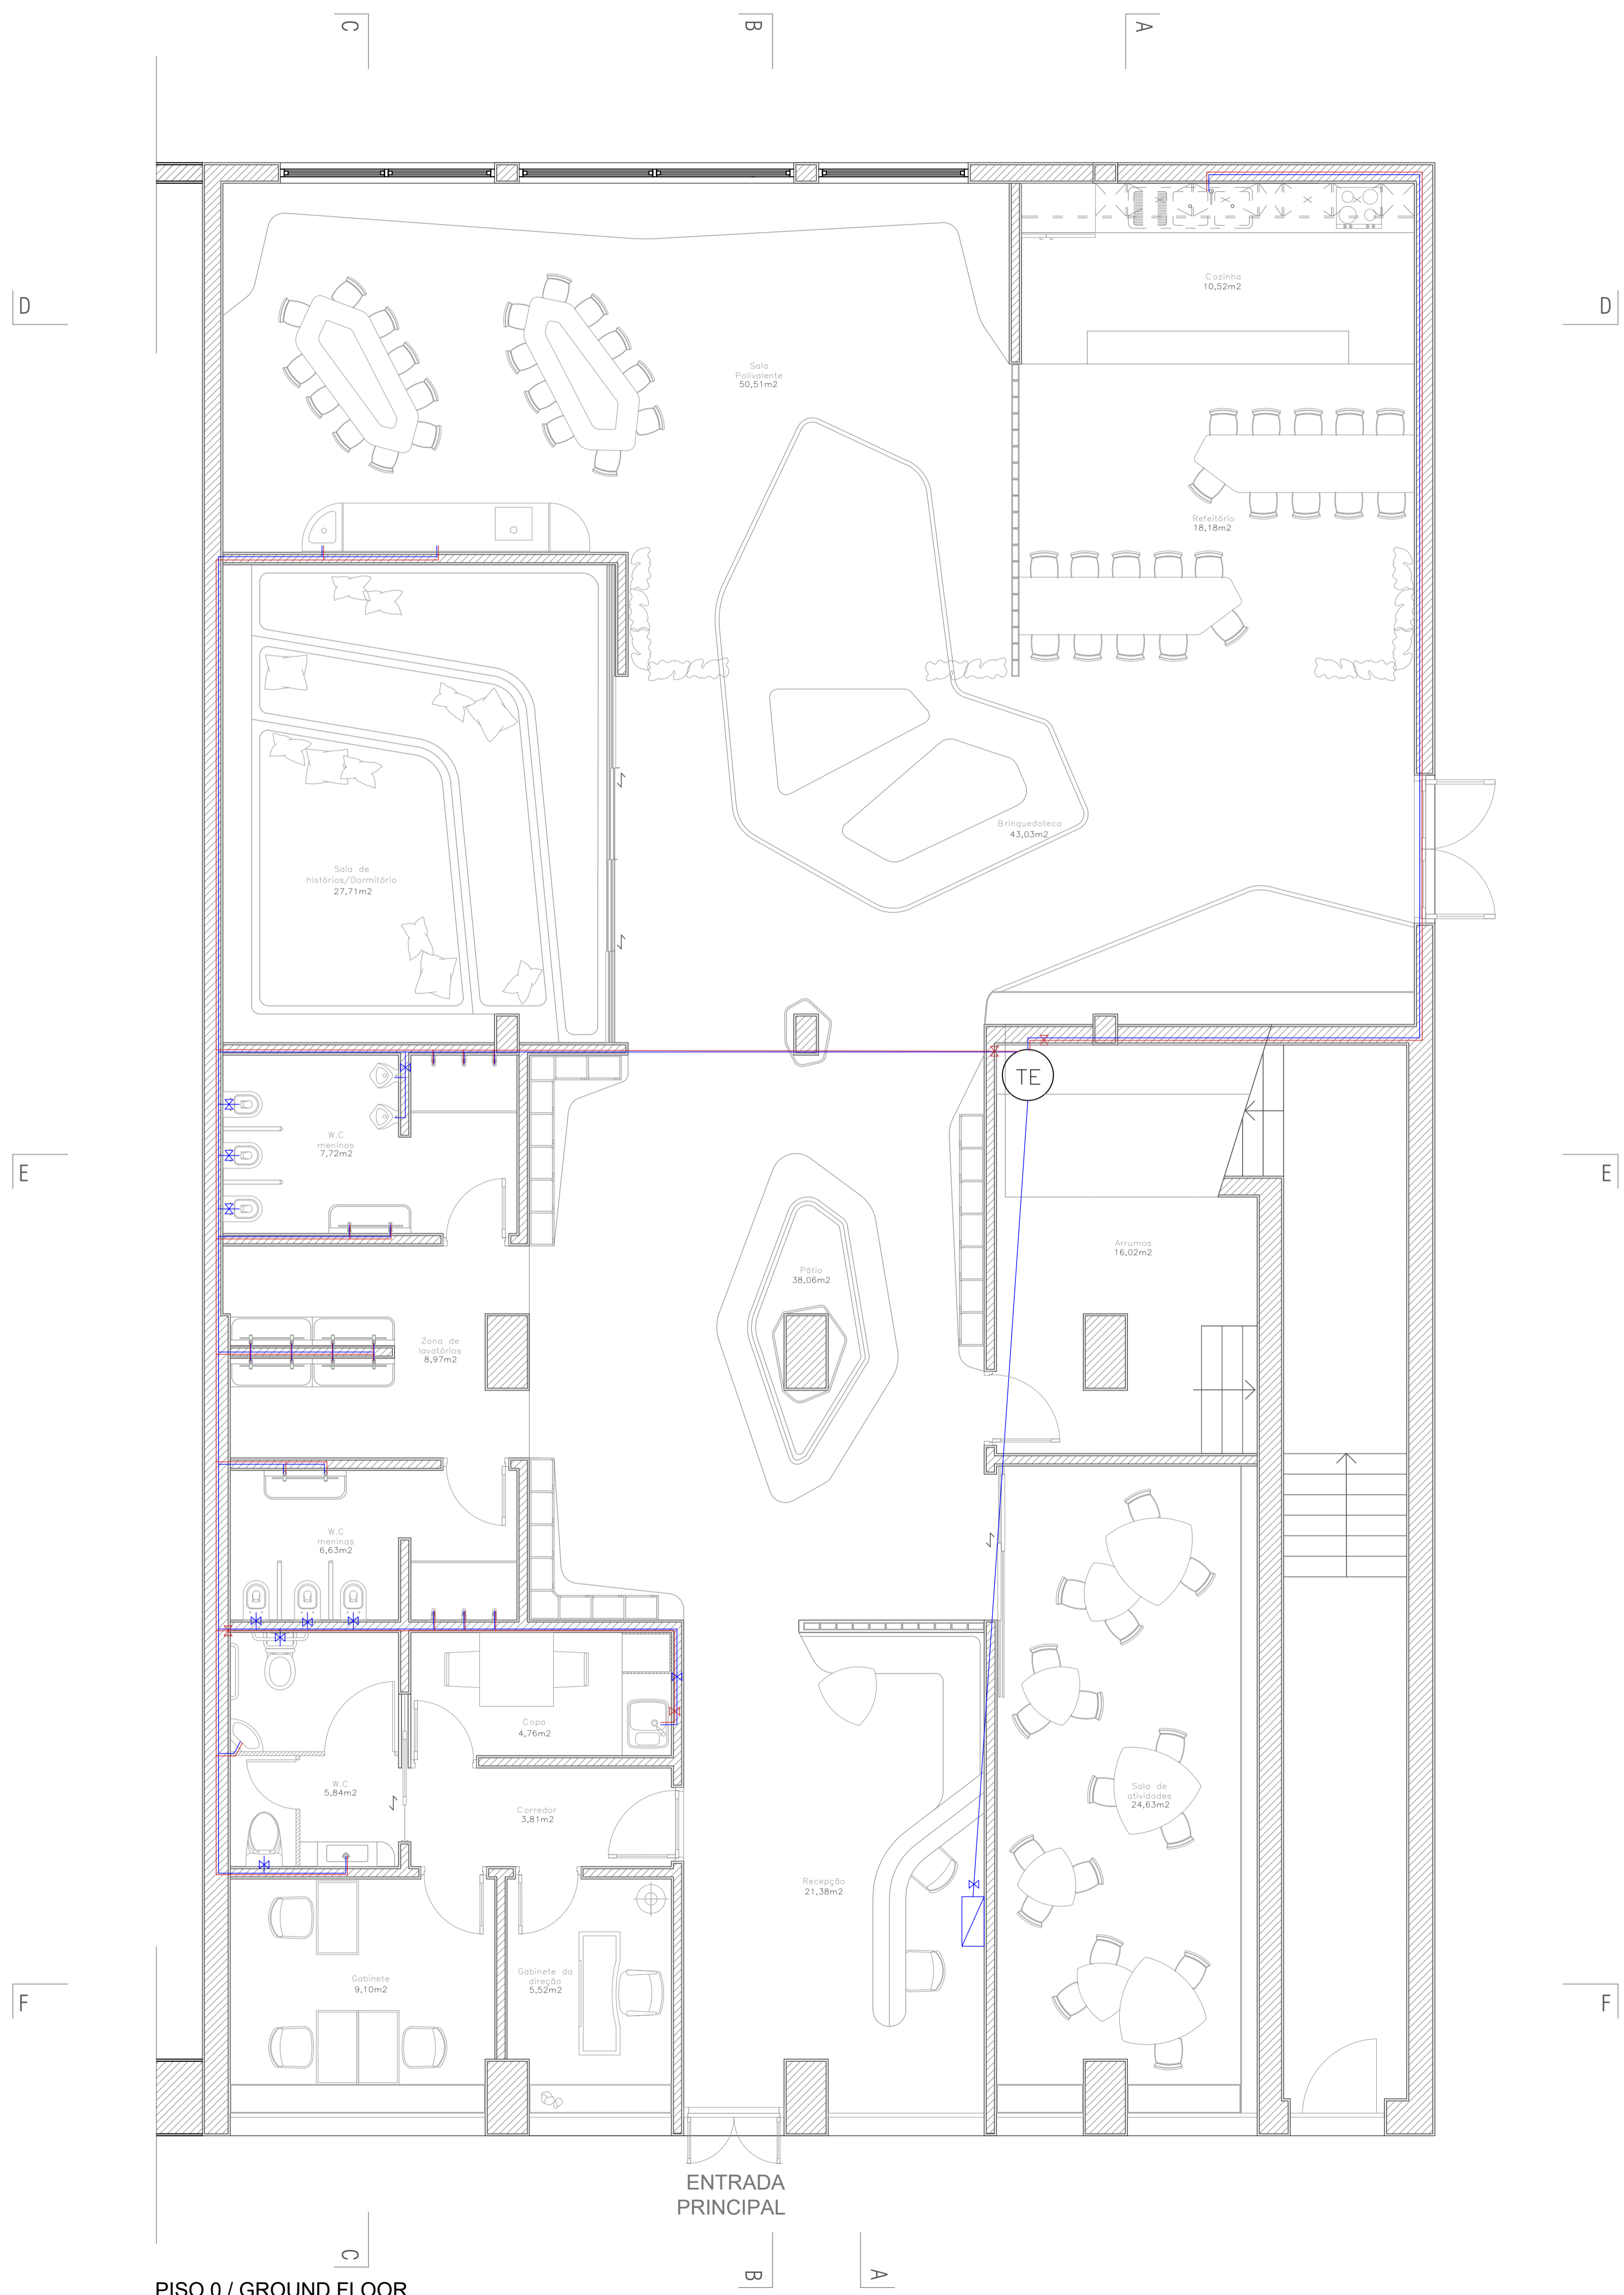 C
B
A
D
D
Cozinha
10,52m2
Sala
Polivalente
50,51m2
Refeitório
18,18m2
Brinquedoteca
43,03m2
Sala de
histórias/Dormitório
27,71m2
TE
W.C
meninos
7,72m2
E
E
Arrumos
16,02m2
Pátio
38,06m2
Zona de
lavatórios
8,97m2
W.C
meninas
6,63m2
Copa
4,76m2
W.C
5,84m2
Corredor
3,81m2
Sala de
atividades
24,63m2
Recepção
21,38m2
Gabinete
9,10m2
Gabinete da
direção
5,52m2
F
F
ENTRADA
PRINCIPAL
C
B
A
PISO 0 / GROUND FLOOR